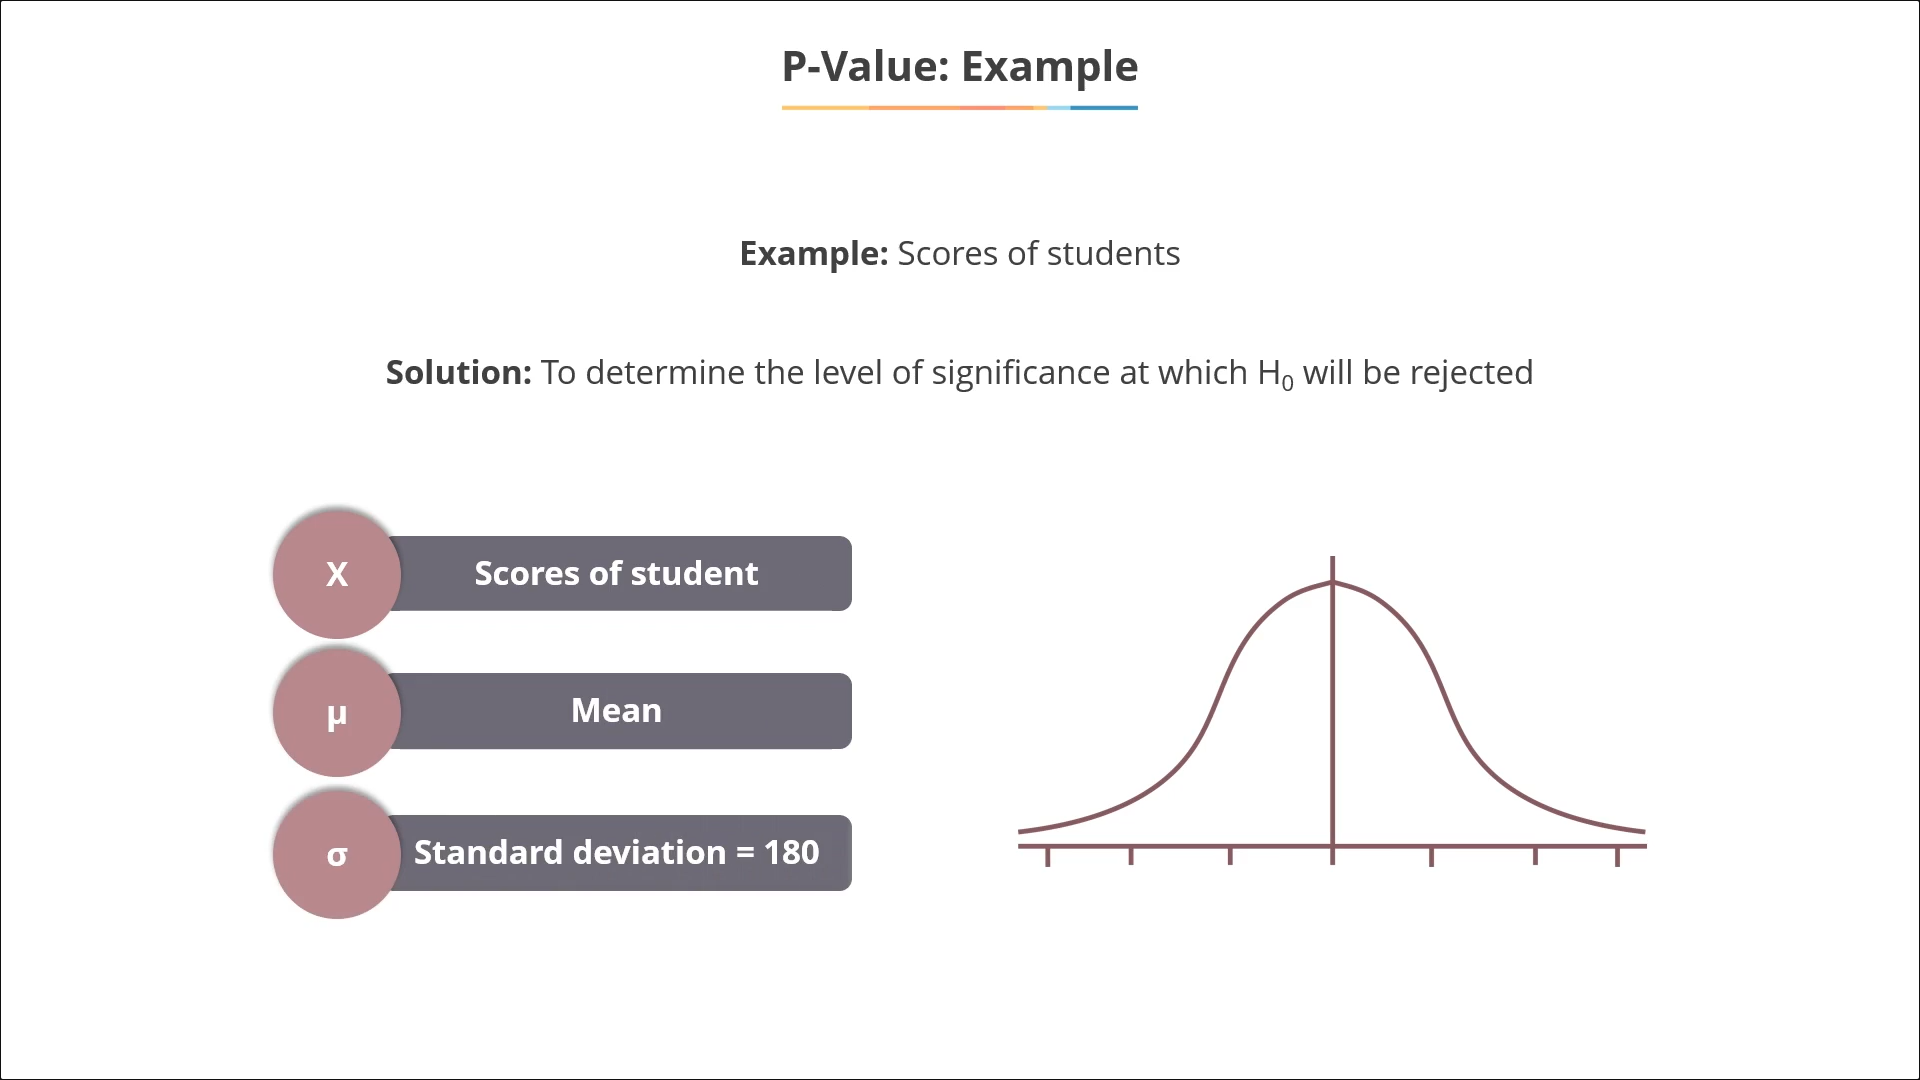 P-Value: Example
Example: Scores of students
Solution: To determine the level of significance at which H₀ will be rejected
X
Scores of student
μ
Mean
σ
Standard deviation = 180